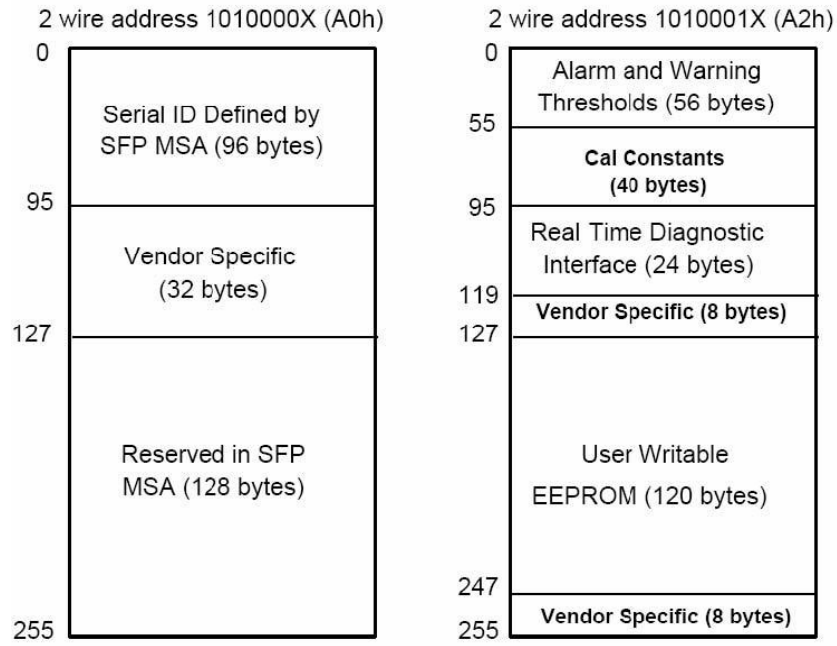 2 wire address 1010000X (A0h)
0
Serial ID Defined by
SFP MSA (96 bytes)
95
Vendor Specific
(32 bytes)
127
Reserved in SFP
MSA (128 bytes)
255
2 wire address 1010001X (A2h)
0
Alarm and Warning
Thresholds (56 bytes)
55
Cal Constants
(40 bytes)
95
Real Time Diagnostic
Interface (24 bytes)
119
Vendor Specific (8 bytes)
127
User Writable
EEPROM (120 bytes)
247
Vendor Specific (8 bytes)
255